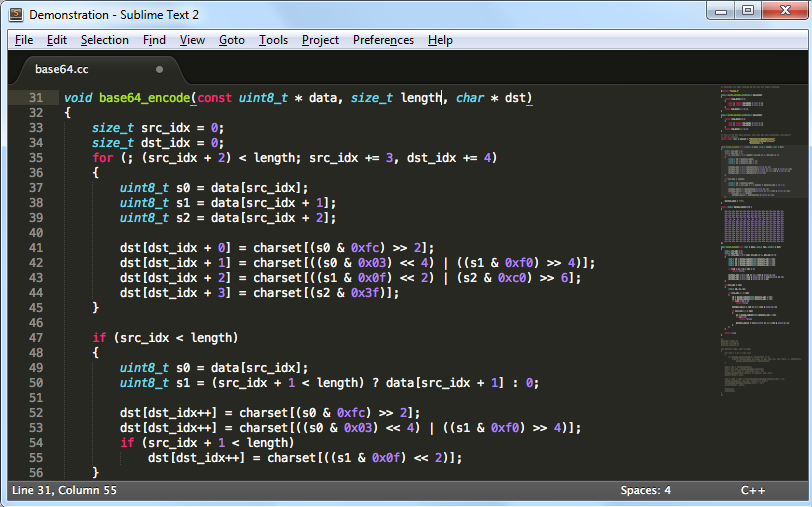 Demonstration - Sublime Text 2
File Edit Selection Find View Goto Tools Project Preferences Help
base64.cc
31 void base64_encode(const uint8_t * data, size_t length, char * dst)
32 {
33     size_t src_idx = 0;
34     size_t dst_idx = 0;
35     for (; (src_idx + 2) < length; src_idx += 3, dst_idx += 4)
36     {
37         uint8_t s0 = data[src_idx];
38         uint8_t s1 = data[src_idx + 1];
39         uint8_t s2 = data[src_idx + 2];
40
41         dst[dst_idx + 0] = charset[(s0 & 0xfc) >> 2];
42         dst[dst_idx + 1] = charset[((s0 & 0x03) << 4) | ((s1 & 0xf0) >> 4)];
43         dst[dst_idx + 2] = charset[((s1 & 0x0f) << 2) | (s2 & 0xc0) >> 6];
44         dst[dst_idx + 3] = charset[(s2 & 0x3f)];
45     }
46
47     if (src_idx < length)
48     {
49         uint8_t s0 = data[src_idx];
50         uint8_t s1 = (src_idx + 1 < length) ? data[src_idx + 1] : 0;
51
52         dst[dst_idx++] = charset[(s0 & 0xfc) >> 2];
53         dst[dst_idx++] = charset[((s0 & 0x03) << 4) | ((s1 & 0xf0) >> 4)];
54         if (src_idx + 1 < length)
55             dst[dst_idx++] = charset[((s1 & 0x0f) << 2)];
56     }
Line 31, Column 55 Spaces: 4 C++